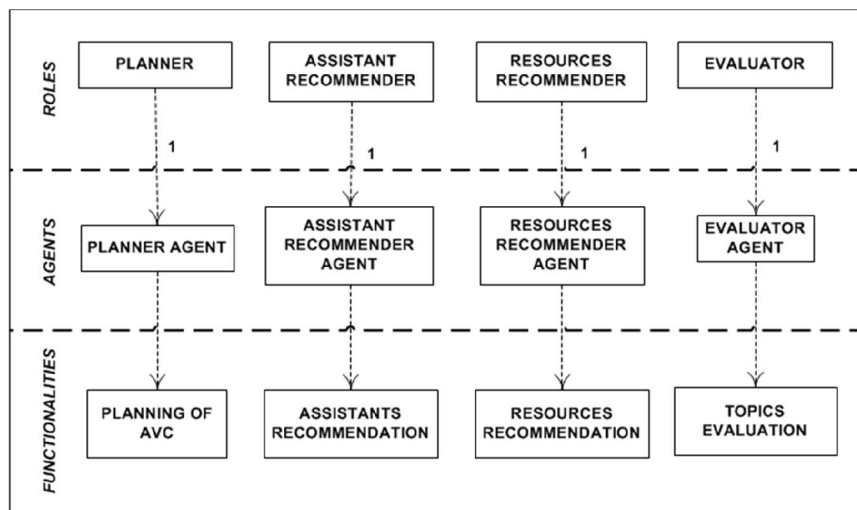 ROLES
PLANNER
ASSISTANT
RECOMMENDER
RESOURCES
RECOMMENDER
EVALUATOR
1
1
1
1
AGENTS
PLANNER AGENT
ASSISTANT
RECOMMENDER
AGENT
RESOURCES
RECOMMENDER
AGENT
EVALUATOR
AGENT
FUNCTIONALITIES
PLANNING OF
AVC
ASSISTANTS
RECOMMENDATION
RESOURCES
RECOMMENDATION
TOPICS
EVALUATION